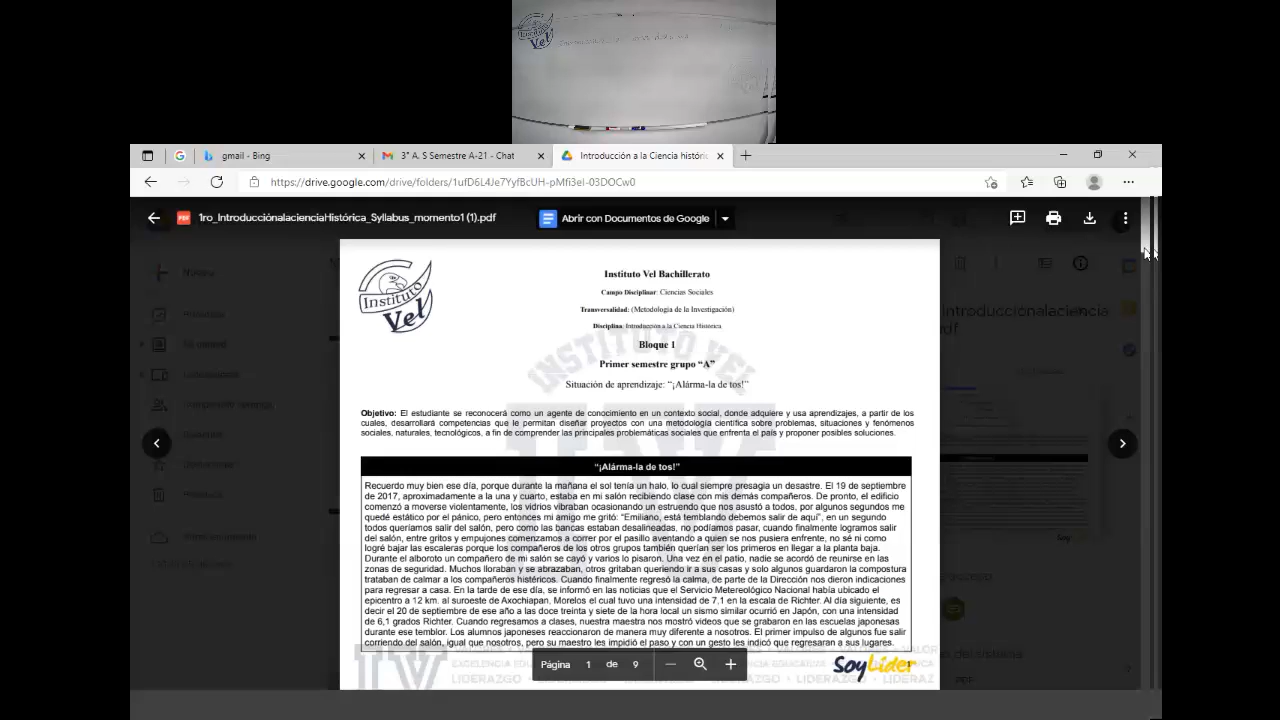 Instituto
Vel
gmail - Bing
3° A. S Semestre A-21 - Chat
Introducción a la Ciencia históric
https://drive.google.com/drive/folders/1ufD6L4Je7YyfBcUH-pMfi3eI-03DOCw0
1ro_IntroducciónalacienciaHistórica_Syllabus_momento1 (1).pdf
Abrir con Documentos de Google
Instituto
Vel
Instituto Vel Bachillerato
Campo Disciplinar: Ciencias Sociales
Transversalidad: (Metodología de la Investigación)
Disciplina: Introducción a la Ciencia Histórica
Bloque 1
Primer semestre grupo “A”
Situación de aprendizaje: “¡Alárma-la de tos!”
INSTITUTO VEL
Objetivo: El estudiante se reconocerá como un agente de conocimiento en un contexto social, donde adquiere y usa aprendizajes, a partir de los
cuales, desarrollará competencias que le permitan diseñar proyectos con una metodología científica sobre problemas, situaciones y fenómenos
sociales, naturales, tecnológicos, a fin de comprender las principales problemáticas sociales que enfrenta el país y proponer posibles soluciones.
“¡Alárma-la de tos!”
Recuerdo muy bien ese día, porque durante la mañana el sol tenía un halo, lo cual siempre presagia un desastre. El 19 de septiembre
de 2017, aproximadamente a la una y cuarto, estaba en mi salón recibiendo clase con mis demás compañeros. De pronto, el edificio
comenzó a moverse violentamente, los vidrios vibraban ocasionando un estruendo que nos asustó a todos, por algunos segundos me
quedé estático por el pánico, pero entonces mi amigo me gritó: “Emiliano, está temblando debemos salir de aquí”, en un segundo
todos queríamos salir del salón, pero como las bancas estaban desalineadas, no podíamos pasar, cuando finalmente logramos salir
del salón, entre gritos y empujones comenzamos a correr por el pasillo aventando a quien se nos pusiera enfrente, no sé ni como
logré bajar las escaleras porque los compañeros de los otros grupos también querían ser los primeros en llegar a la planta baja.
Durante el alboroto un compañero de mi salón se cayó y varios lo pisaron. Una vez en el patio, nadie se acordó de reunirse en las
zonas de seguridad. Muchos lloraban y se abrazaban, otros gritaban queriendo ir a sus casas y solo algunos guardaron la compostura
trataban de calmar a los compañeros histéricos. Cuando finalmente regresó la calma, de parte de la Dirección nos dieron indicaciones
para regresar a casa. En la tarde de ese día, se informó en las noticias que el Servicio Metereológico Nacional había ubicado el
epicentro a 12 km. al suroeste de Axochiapan, Morelos el cual tuvo una intensidad de 7,1 en la escala de Richter. Al día siguiente, es
decir el 20 de septiembre de ese año a las doce treinta y siete de la hora local un sismo similar ocurrió en Japón, con una intensidad
de 6,1 grados Richter. Cuando regresamos a clases, nuestra maestra nos mostró videos que se grabaron en las escuelas japonesas
durante ese temblor. Los alumnos japoneses reaccionaron de manera muy diferente a nosotros. El primer impulso de algunos fue salir
corriendo del salón, igual que nosotros, pero su maestro les impidió el paso y con un gesto les indicó que regresaran a sus lugares.
Página 1 de 9
EXCELENCIA EDUCATIVA
LIDERAZGO • LIDERAZGO
SoyLíder